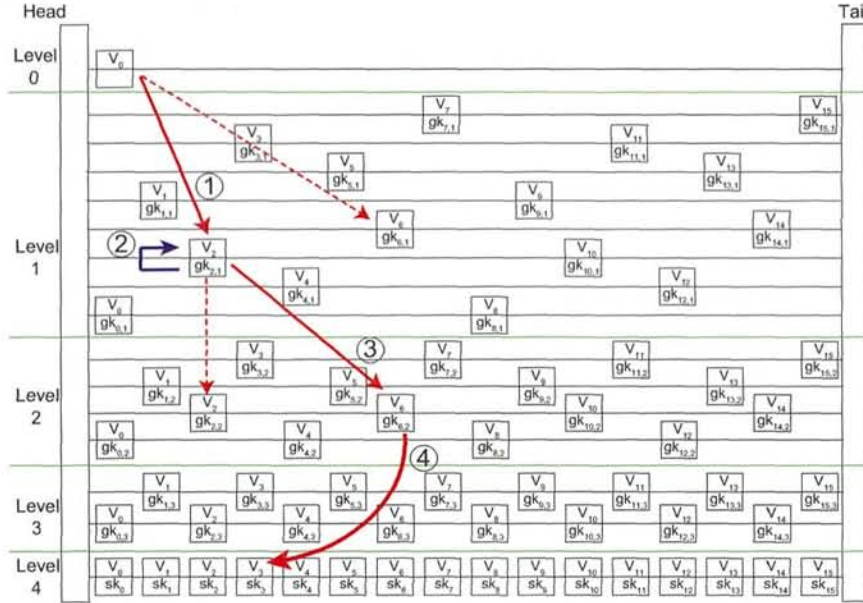 Head Tai
Level
0
V₀
V₇ V₁₅
gk₇,₁ gk₁₅,₁
V₃ V₁₁
gk₃,₁ gk₁₁,₁
V₅ V₁₃
gk₅,₁ gk₁₃,₁
① V₁ V₉
gk₁,₁ gk₉,₁
V₆ V₁₄
gk₆,₁ gk₁₄,₁
Level
1
② V₂ V₁₀
gk₂,₁ gk₁₀,₁
V₄ V₁₂
gk₄,₁ gk₁₂,₁
V₀ V₈
gk₀,₁ gk₈,₁
③
V₃ V₇ V₁₁ V₁₅
gk₃,₂ gk₇,₂ gk₁₁,₂ gk₁₅,₂
V₁ V₅ V₉ V₁₃
gk₁,₂ gk₅,₂ gk₉,₂ gk₁₃,₂
Level
2
V₂ V₆ V₁₀ V₁₄
gk₂,₂ gk₆,₂ gk₁₀,₂ gk₁₄,₂
V₀ V₄ V₈ V₁₂
gk₀,₂ gk₄,₂ gk₈,₂ gk₁₂,₂
④
V₁ V₃ V₅ V₇ V₉ V₁₁ V₁₃ V₁₅
gk₁,₃ gk₃,₃ gk₅,₃ gk₇,₃ gk₉,₃ gk₁₁,₃ gk₁₃,₃ gk₁₅,₃
Level
3
V₀ V₂ V₄ V₆ V₈ V₁₀ V₁₂ V₁₄
gk₀,₃ gk₂,₃ gk₄,₃ gk₆,₃ gk₈,₃ gk₁₀,₃ gk₁₂,₃ gk₁₄,₃
Level
4
V₀ V₁ V₂ V₃ V₄ V₅ V₆ V₇ V₈ V₉ V₁₀ V₁₁ V₁₂ V₁₃ V₁₄ V₁₅
sk₀ sk₁ sk₂ sk₃ sk₄ sk₅ sk₆ sk₇ sk₈ sk₉ sk₁₀ sk₁₁ sk₁₂ sk₁₃ sk₁₄ sk₁₅